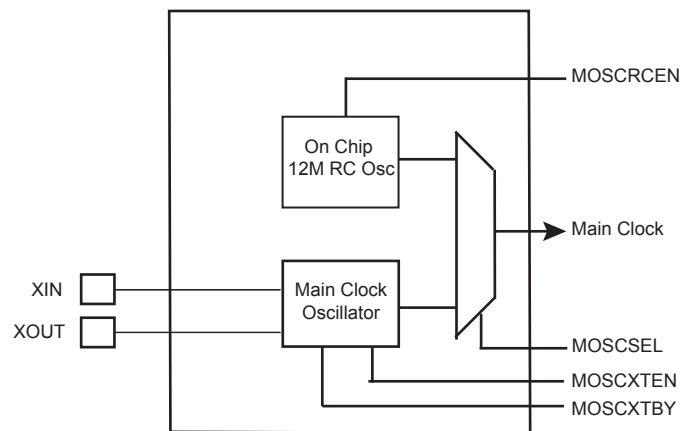 MOSCRCEN
On Chip
12M RC Osc
Main Clock
XIN
Main Clock
Oscillator
XOUT
MOSCSEL
MOSCXTEN
MOSCXTBY